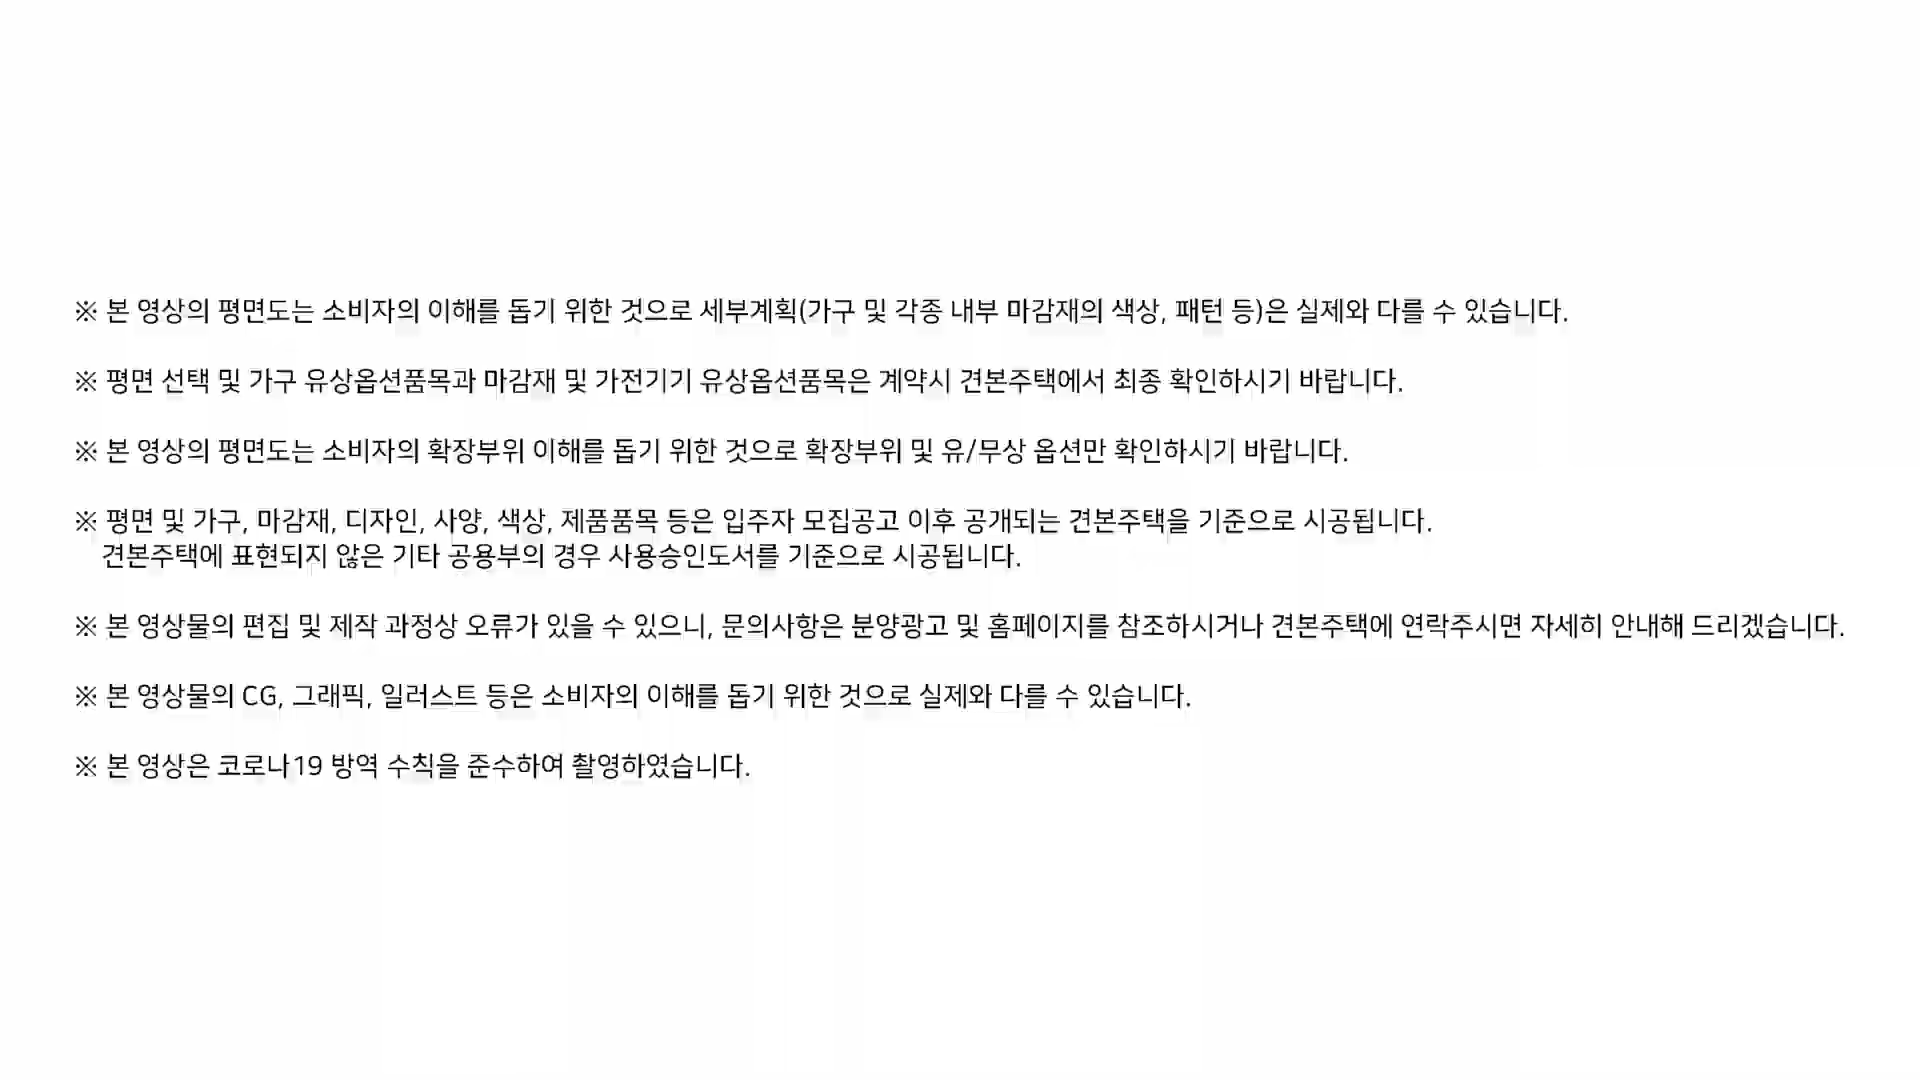 ※ 본 영상의 평면도는 소비자의 이해를 돕기 위한 것으로 세부계획(가구 및 각종 내부 마감재의 색상, 패턴 등)은 실제와 다를 수 있습니다.
※ 평면 선택 및 가구 유상옵션품목과 마감재 및 가전기기 유상옵션품목은 계약시 견본주택에서 최종 확인하시기 바랍니다.
※ 본 영상의 평면도는 소비자의 확장부위 이해를 돕기 위한 것으로 확장부위 및 유/무상 옵션만 확인하시기 바랍니다.
※ 평면 및 가구, 마감재, 디자인, 사양, 색상, 제품품목 등은 입주자 모집공고 이후 공개되는 견본주택을 기준으로 시공됩니다.
견본주택에 표현되지 않은 기타 공용부의 경우 사용승인도서를 기준으로 시공됩니다.
※ 본 영상물의 편집 및 제작 과정상 오류가 있을 수 있으니, 문의사항은 분양광고 및 홈페이지를 참조하시거나 견본주택에 연락주시면 자세히 안내해 드리겠습니다.
※ 본 영상물의 CG, 그래픽, 일러스트 등은 소비자의 이해를 돕기 위한 것으로 실제와 다를 수 있습니다.
※ 본 영상은 코로나19 방역 수칙을 준수하여 촬영하였습니다.